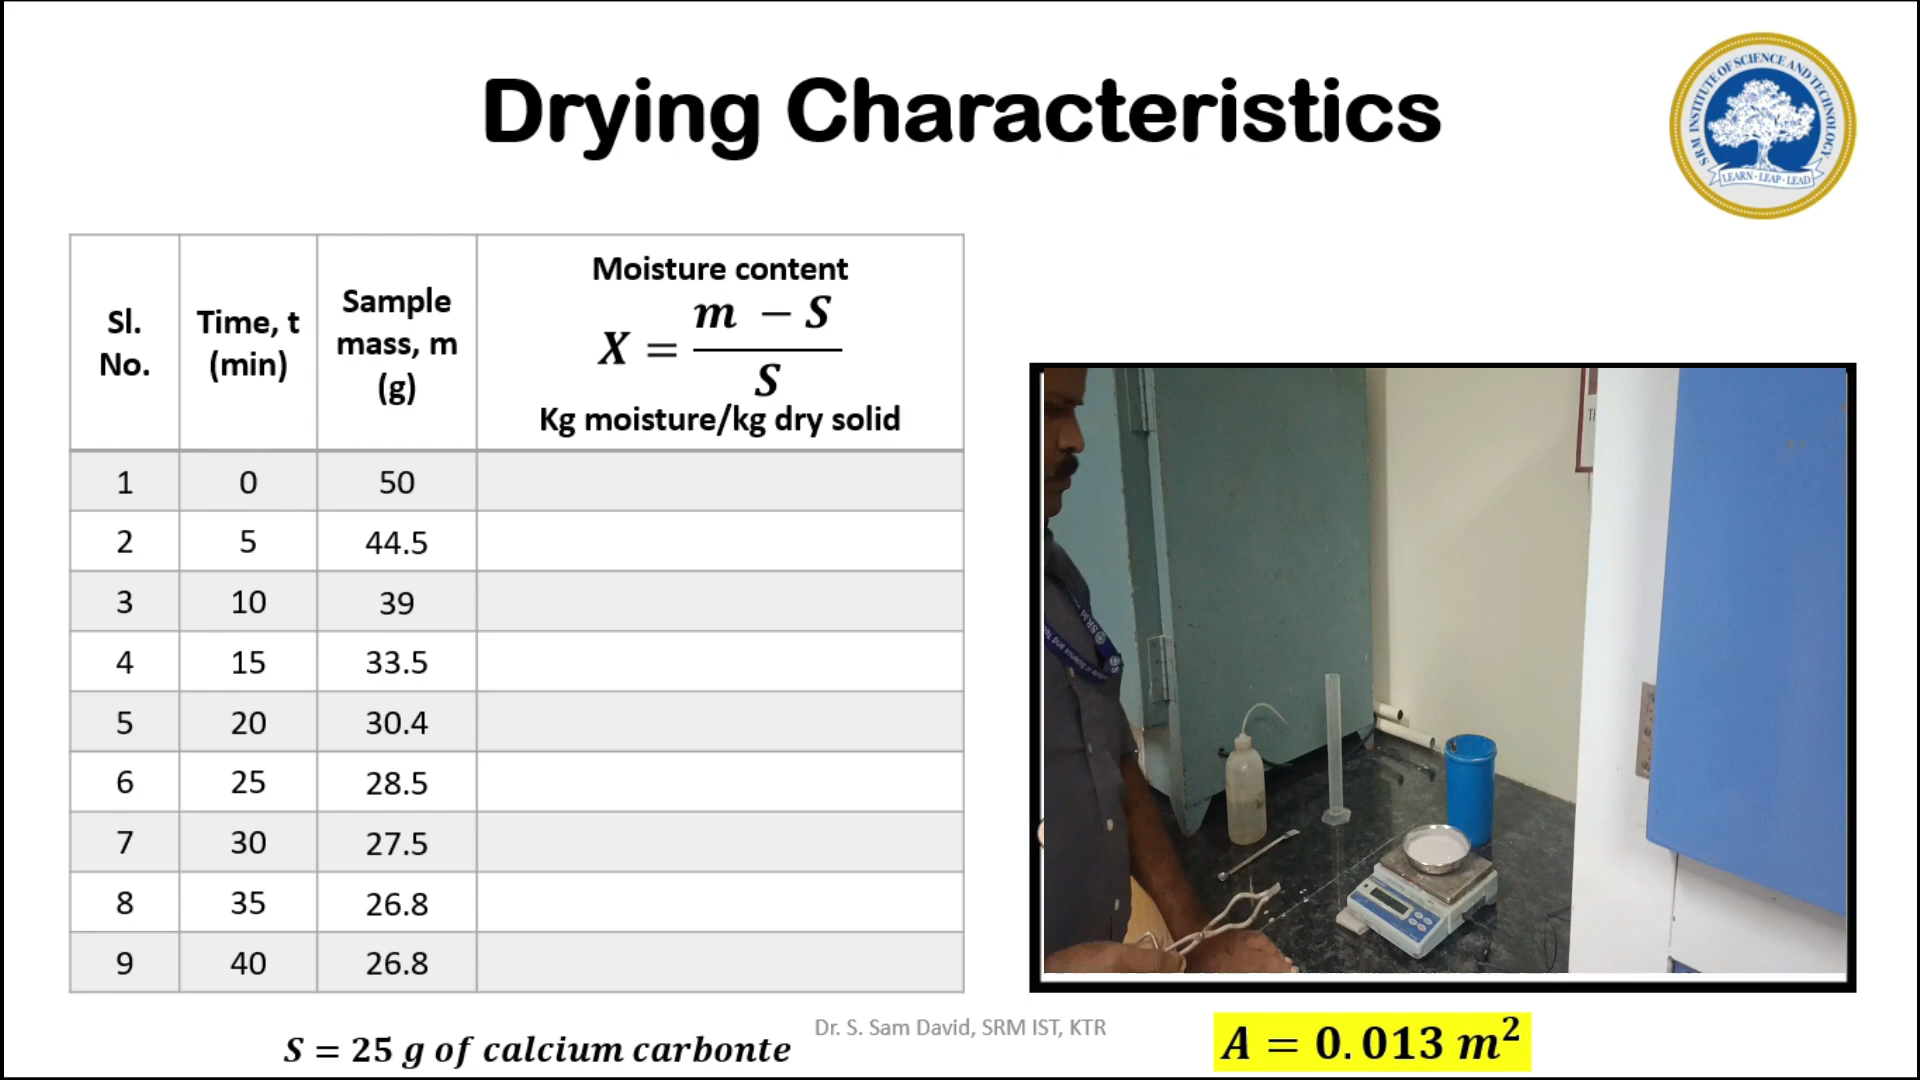 Drying Characteristics
SRM INSTITUTE OF SCIENCE AND TECHNOLOGY
LEARN · LEAP · LEAD
Sl. No. Time, t (min) Sample mass, m (g) Moisture content X = (m − S)/S Kg moisture/kg dry solid
1 0 50
2 5 44.5
3 10 39
4 15 33.5
5 20 30.4
6 25 28.5
7 30 27.5
8 35 26.8
9 40 26.8
SRM
S = 25 g of calcium carbonte
Dr. S. Sam David, SRM IST, KTR
A = 0.013 m²